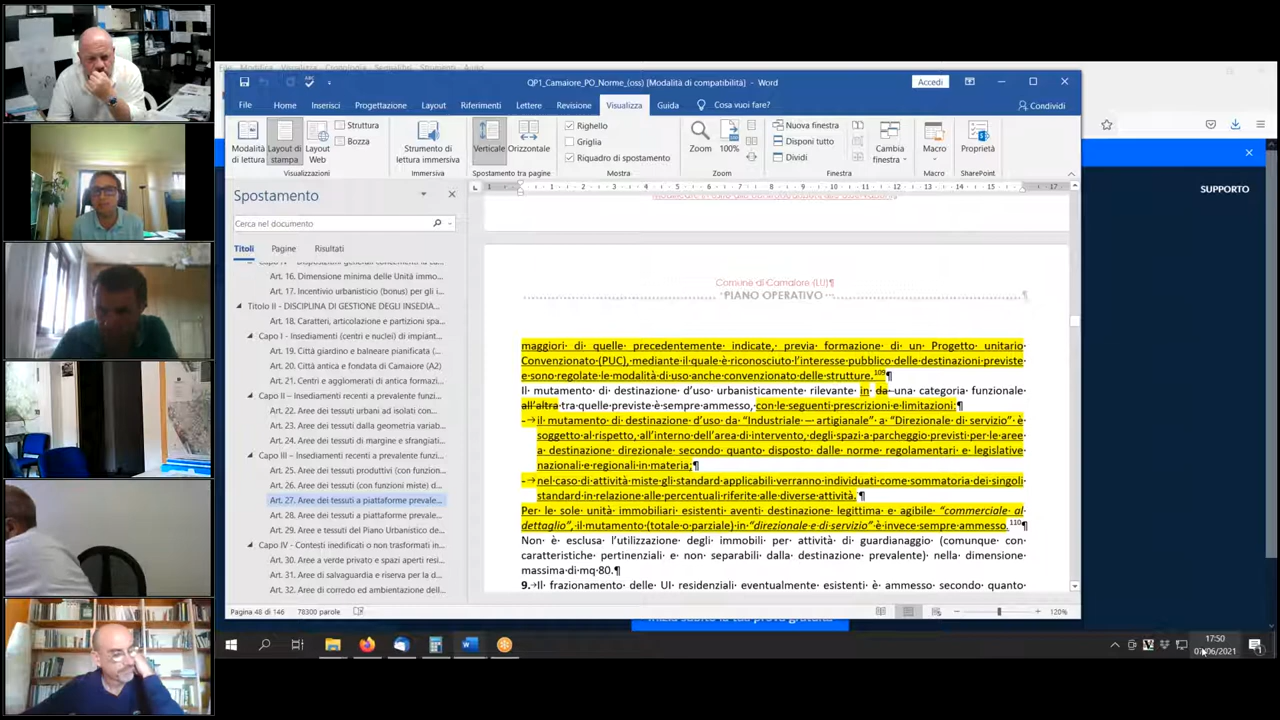 QP1_Camaiore_PO_Norme_(oss) [Modalità di compatibilità] - Word
Accedi
File Home Inserisci Progettazione Layout Riferimenti Lettere Revisione Visualizza Guida Cosa vuoi fare? Condividi
Modalità di lettura
Layout di stampa
Layout Web
Struttura
Bozza
Visualizzazioni
Strumento di lettura immersiva
Immersiva
Verticale
Orizzontale
Spostamento tra pagine
Righello
Griglia
Riquadro di spostamento
Mostra
Zoom
100%
Zoom
Nuova finestra
Disponi tutto
Dividi
Cambia finestra
Finestra
Macro
Macro
Proprietà
SharePoint
SUPPORTO
Spostamento
Cerca nel documento
Titoli Pagine Risultati
Art. 16. Dimensione minima delle Unità immo...
Art. 17. Incentivo urbanistico (bonus) per gli i...
Titolo II - DISCIPLINA DI GESTIONE DEGLI INSEDIA...
Art. 18. Caratteri, articolazione e partizioni spa...
Capo I - Insediamenti (centri e nuclei) di impiant...
Art. 19. Città giardino e balneare pianificata (...
Art. 20. Città antica e fondata di Camaiore (A2)
Art. 21. Centri e agglomerati di antica formazi...
Capo II – Insediamenti recenti a prevalente funzi...
Art. 22. Aree dei tessuti urbani ad isolati con...
Art. 23. Aree dei tessuti dalla geometria variab...
Art. 24. Aree dei tessuti di margine e sfrangiati...
Capo III – Insediamenti recenti a prevalente funzi...
Art. 25. Aree dei tessuti produttivi (con funzion...
Art. 26. Aree dei tessuti (con funzioni miste) d...
Art. 27. Aree dei tessuti a piattaforme prevale...
Art. 28. Aree dei tessuti a piattaforme prevale...
Art. 29. Aree e tessuti del Piano Urbanistico de...
Capo IV - Contesti inedificati o non trasformati in...
Art. 30. Aree a verde privato e spazi aperti resi...
Art. 31. Aree di salvaguardia e riserva per la d...
Art. 32. Aree di corredo ed ambientazione dell...
Comune di Camaiore (LU)¶
PIANO OPERATIVO
maggiori di quelle precedentemente indicate, previa formazione di un Progetto unitario
Convenzionato (PUC), mediante il quale è riconosciuto l'interesse pubblico delle destinazioni previste
e sono regolate le modalità di uso anche convenzionato delle strutture.109¶
Il mutamento di destinazione d'uso urbanisticamente rilevante in da una categoria funzionale
all'altra tra quelle previste è sempre ammesso, con le seguenti prescrizioni e limitazioni:¶
-→il mutamento di destinazione d'uso da “Industriale – artigianale” a “Direzionale di servizio” è
soggetto al rispetto, all'interno dell'area di intervento, degli spazi a parcheggio previsti per le aree
a destinazione direzionale secondo quanto disposto dalle norme regolamentari e legislative
nazionali e regionali in materia;¶
-→nel caso di attività miste gli standard applicabili verranno individuati come sommatoria dei singoli
standard in relazione alle percentuali riferite alle diverse attività.¶
Per le sole unità immobiliari esistenti aventi destinazione legittima e agibile “commerciale al
dettaglio”, il mutamento (totale o parziale) in “direzionale e di servizio” è invece sempre ammesso.110¶
Non è esclusa l'utilizzazione degli immobili per attività di guardianaggio (comunque con
caratteristiche pertinenziali e non separabili dalla destinazione prevalente) nella dimensione
massima di mq 80.¶
9.→Il frazionamento delle UI residenziali eventualmente esistenti è ammesso secondo quanto
Pagina 48 di 146 78300 parole
120%
17:50
07/06/2021